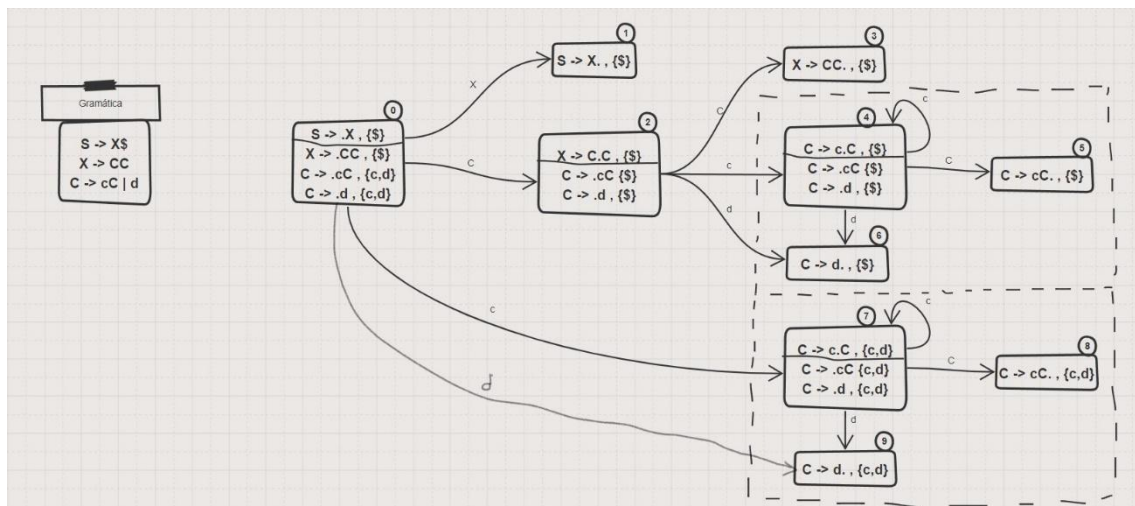 Gramática
S -> X$
X -> CC
C -> cC | d
0
S -> .X , {$}
X -> .CC , {$}
C -> .cC , {c,d}
C -> .d , {c,d}
X
1
S -> X. , {$}
C
2
X -> C.C , {$}
C -> .cC {$}
C -> .d , {$}
C
c
d
3
X -> CC. , {$}
4
C -> c.C , {$}
C -> .cC {$}
C -> .d , {$}
c
C
5
C -> cC. , {$}
d
6
C -> d. , {$}
c
d
7
C -> c.C , {c,d}
C -> .cC {c,d}
C -> .d , {c,d}
c
C
8
C -> cC. , {c,d}
d
9
C -> d. , {c,d}